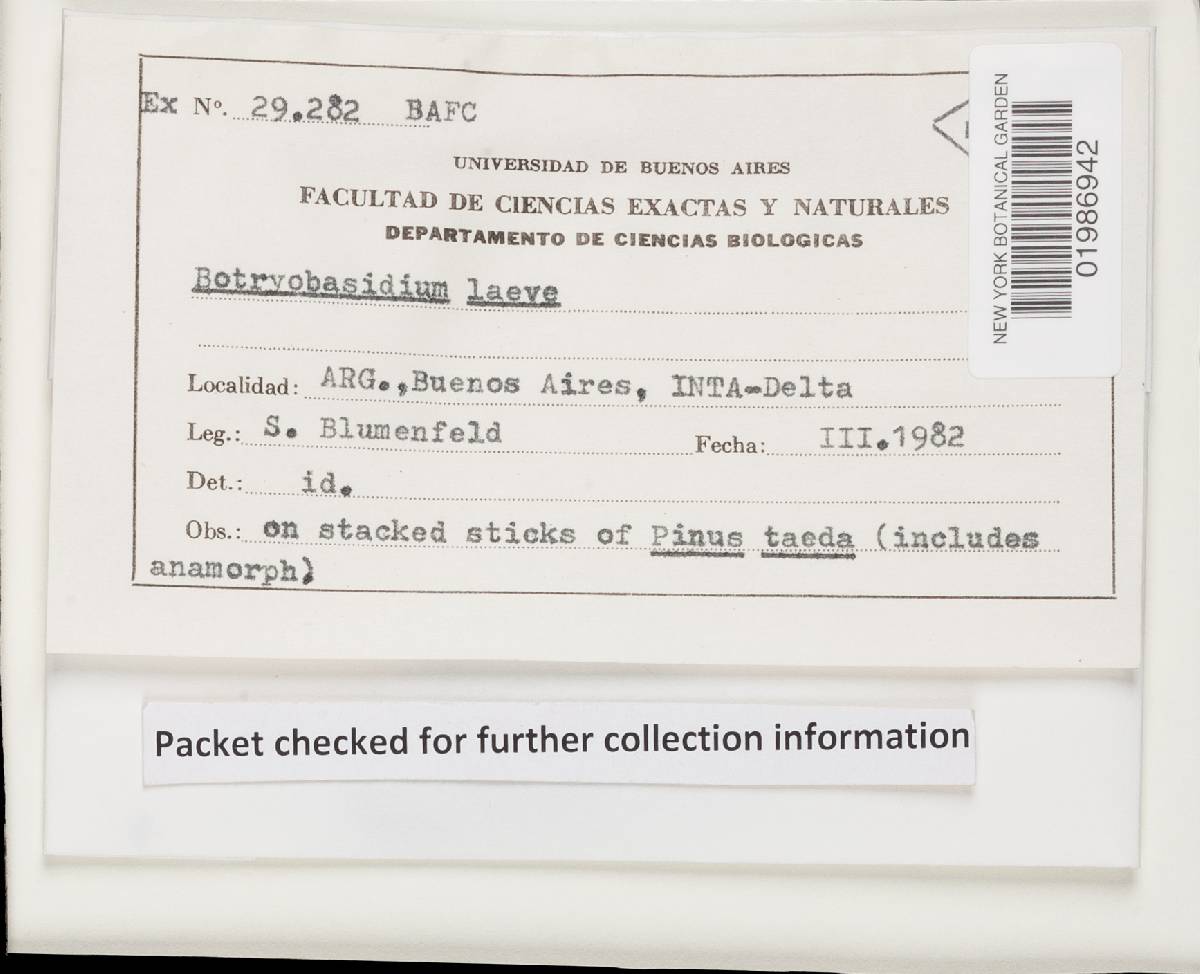 Ex Nº. 29.282 BAFC
UNIVERSIDAD DE BUENOS AIRES
FACULTAD DE CIENCIAS EXACTAS Y NATURALES
DEPARTAMENTO DE CIENCIAS BIOLOGICAS
Botryobasidium laeve
Localidad: ARG.,Buenos Aires, INTA-Delta
Leg.: S. Blumenfeld Fecha: III.1982
Det.: id.
Obs.: on stacked sticks of Pinus taeda (includes
anamorph)
NEW YORK BOTANICAL GARDEN
01986942
Packet checked for further collection information